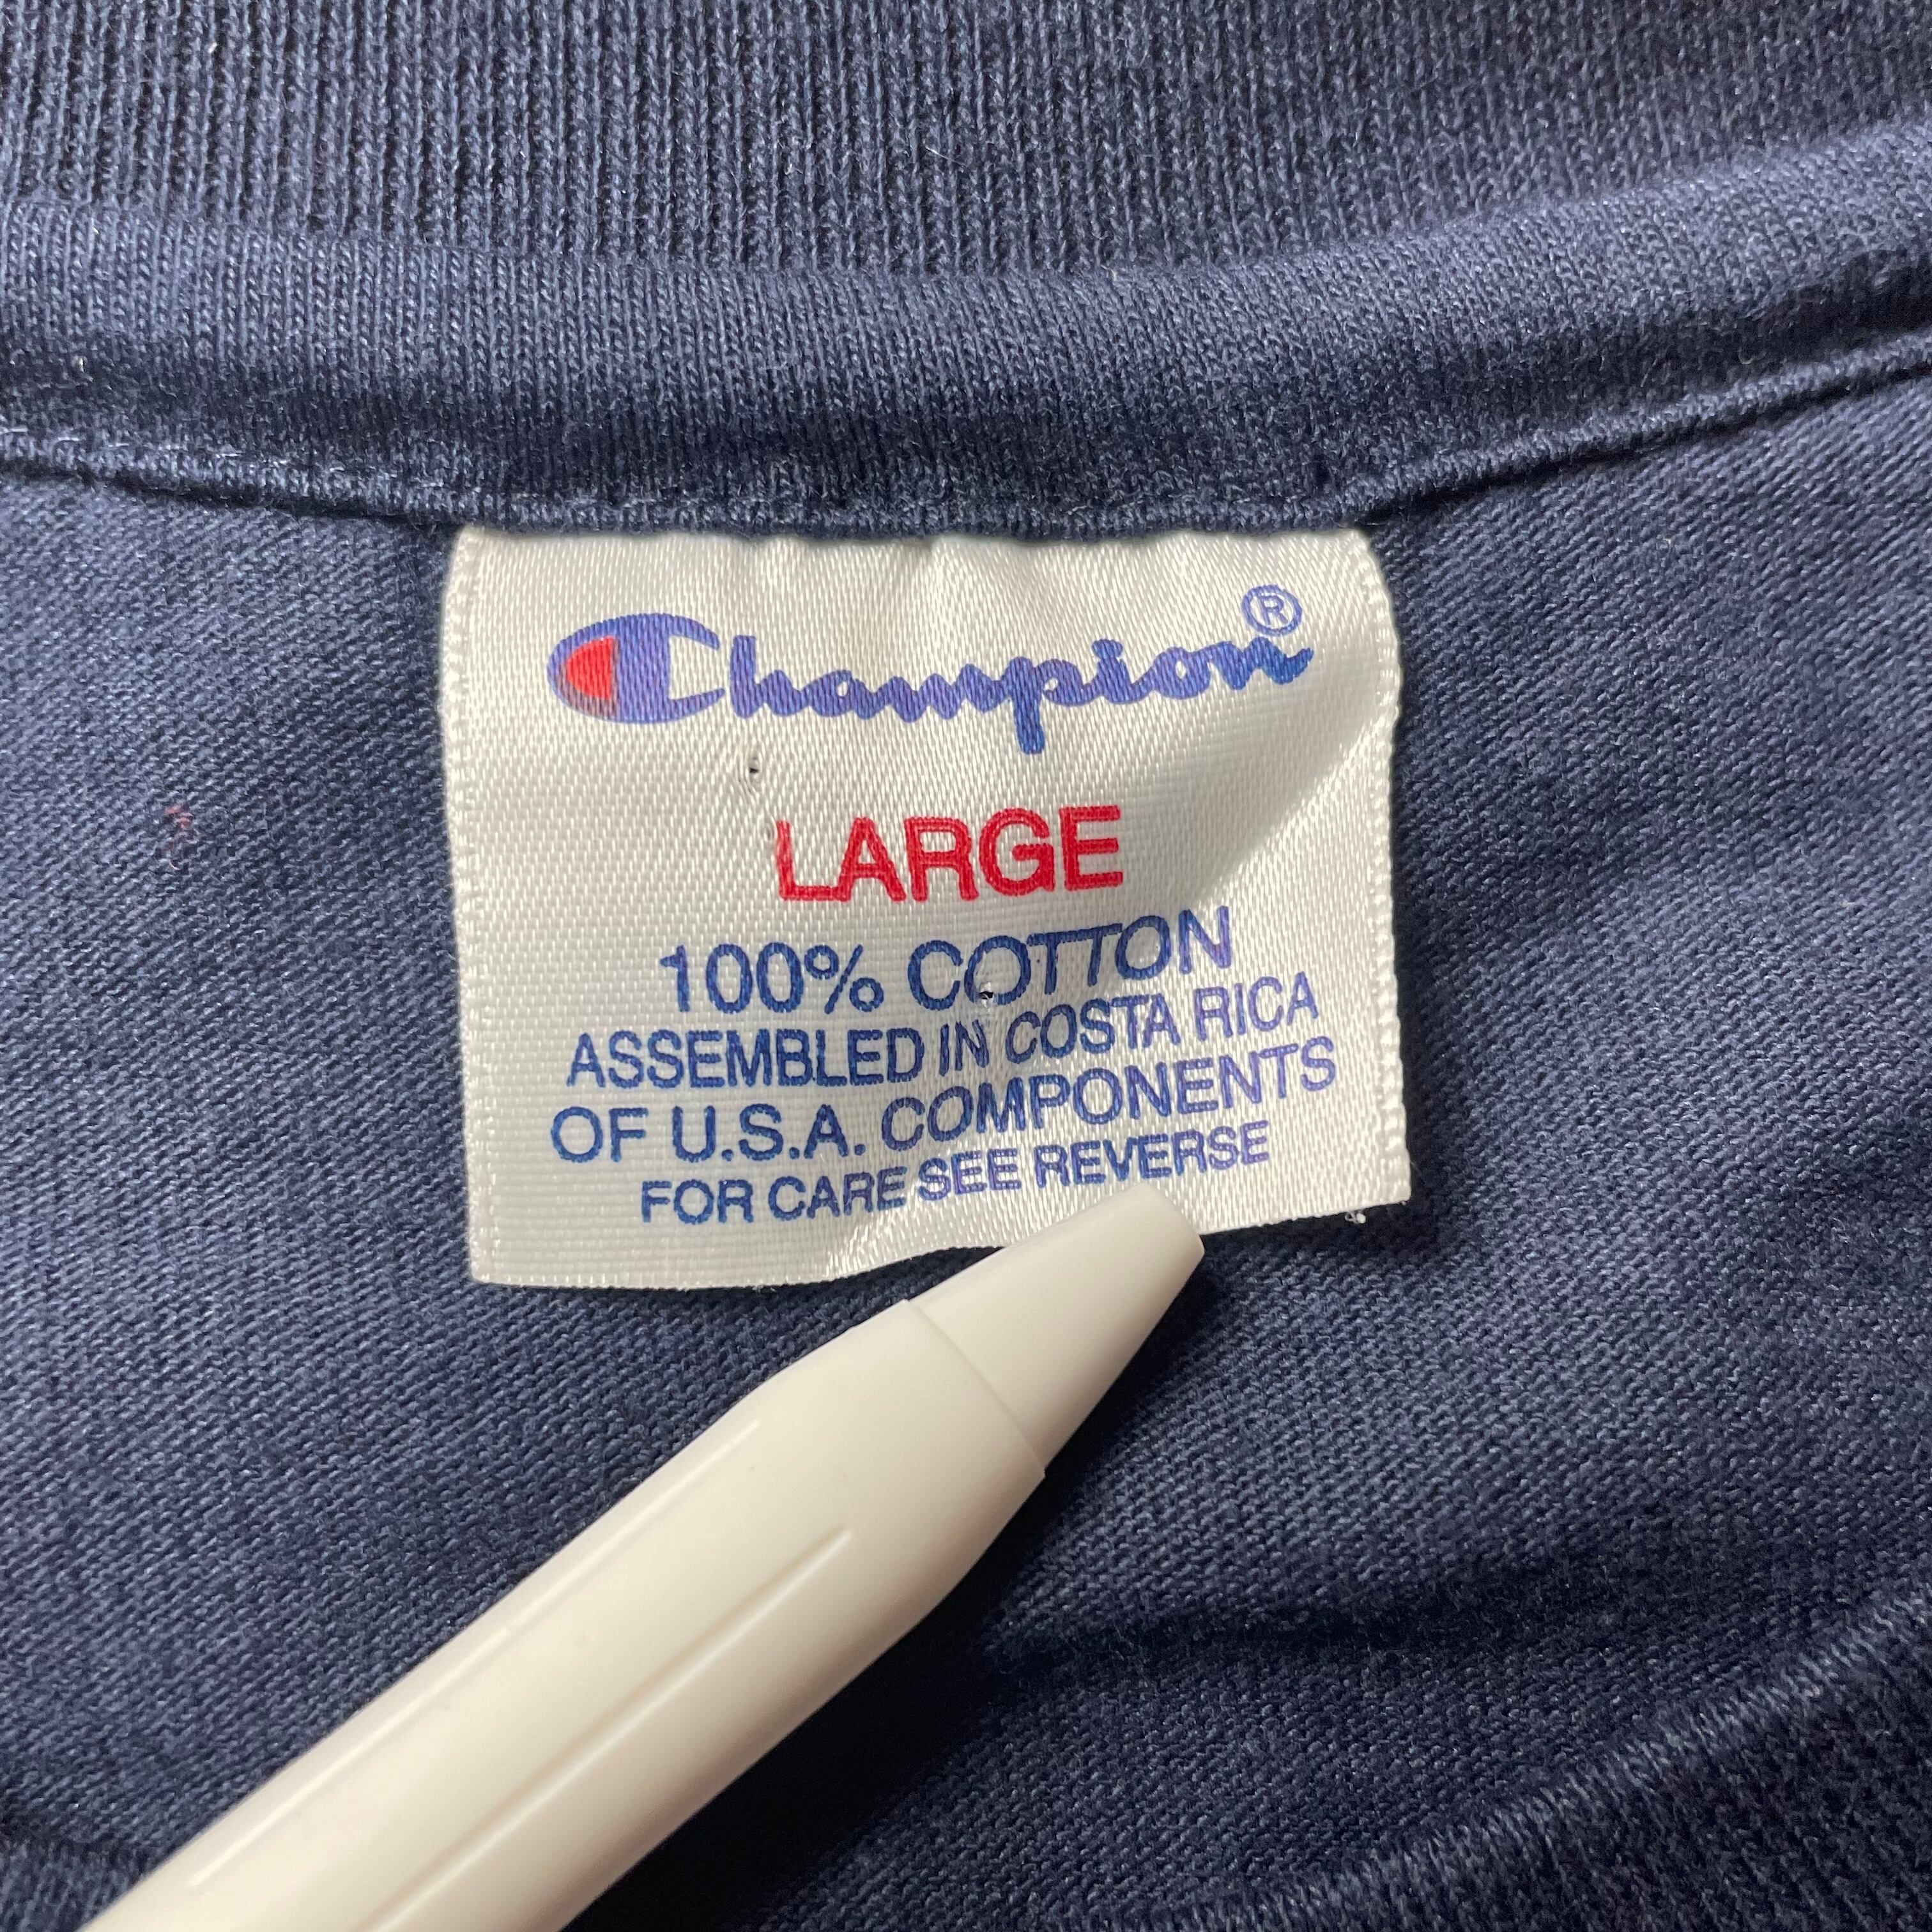 Champion®
LARGE
100% COTTON
ASSEMBLED IN COSTA RICA
OF U.S.A. COMPONENTS
FOR CARE SEE REVERSE